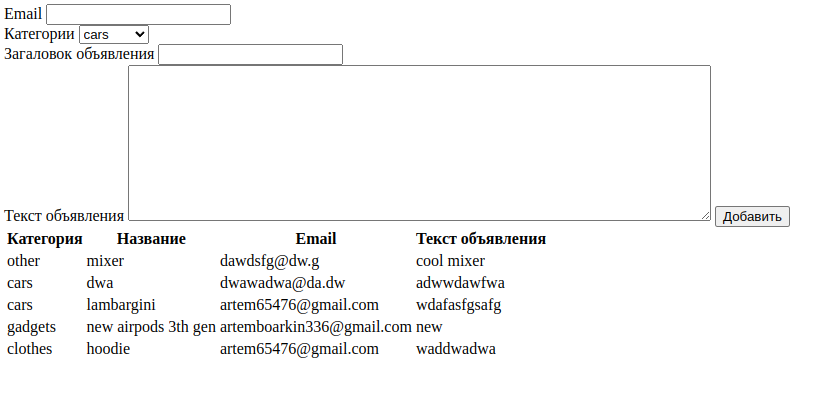 Email
Категории cars
Загаловок объявления
Текст объявления Добавить
Категория Название Email Текст объявления
other mixer dawdsfg@dw.g cool mixer
cars dwa dwawadwa@da.dw adwwdawfwa
cars lambargini artem65476@gmail.com wdafasfgsafg
gadgets new airpods 3th gen artemboarkin336@gmail.com new
clothes hoodie artem65476@gmail.com waddwadwa